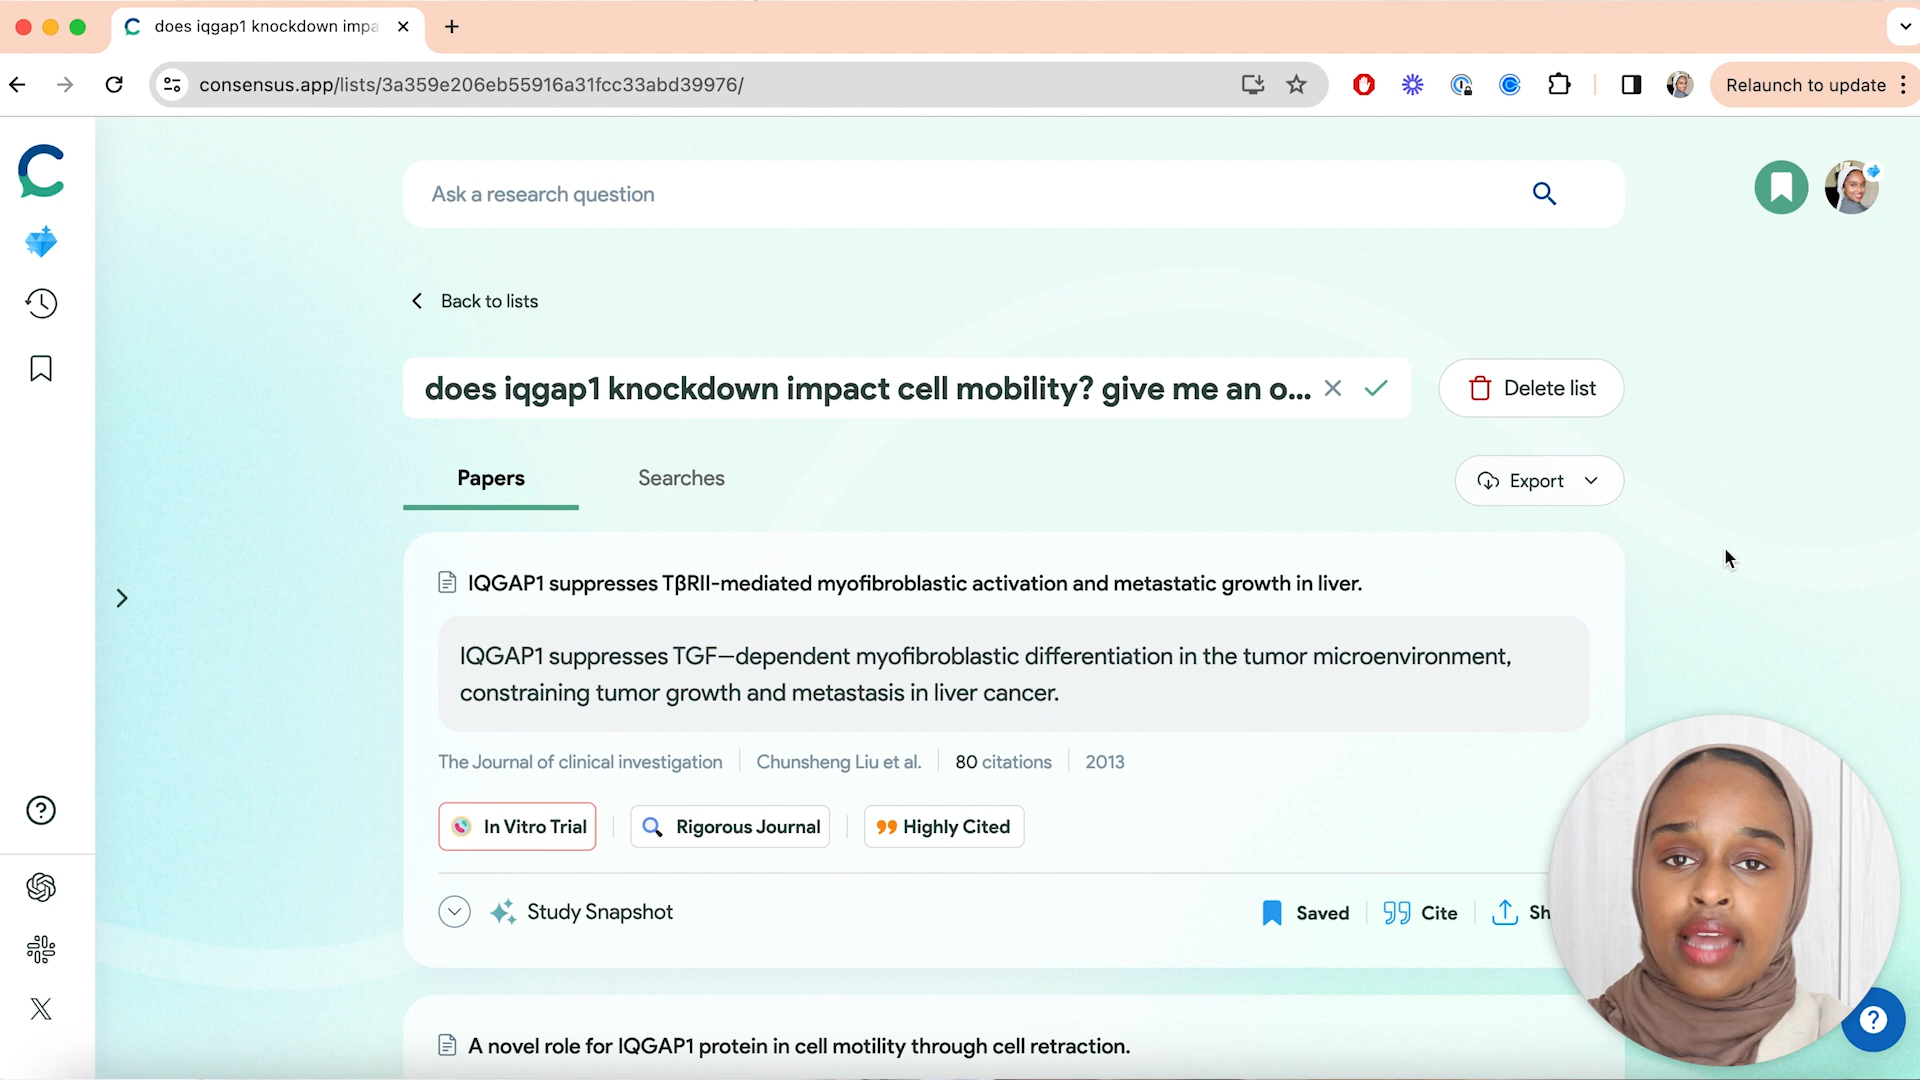 does iqgap1 knockdown impa
consensus.app/lists/3a359e206eb55916a31fcc33abd39976/
Relaunch to update
Ask a research question
Back to lists
does iqgap1 knockdown impact cell mobility? give me an o...
Delete list
Papers
Searches
Export
IQGAP1 suppresses TβRII-mediated myofibroblastic activation and metastatic growth in liver.
IQGAP1 suppresses TGF–dependent myofibroblastic differentiation in the tumor microenvironment,
constraining tumor growth and metastasis in liver cancer.
The Journal of clinical investigation
Chunsheng Liu et al.
80 citations
2013
In Vitro Trial
Rigorous Journal
Highly Cited
Study Snapshot
Saved
Cite
Sh
A novel role for IQGAP1 protein in cell motility through cell retraction.